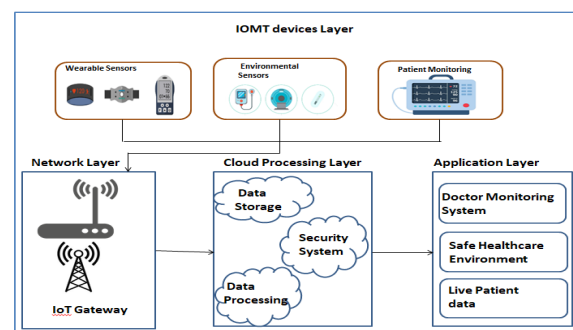 IOMT devices Layer
Wearable Sensors
Environmental
Sensors
Patient Monitoring
Network Layer
Cloud Processing Layer
Application Layer
IoT Gateway
Data
Storage
Security
System
Data
Processing
Doctor Monitoring
System
Safe Healthcare
Environment
Live Patient
data